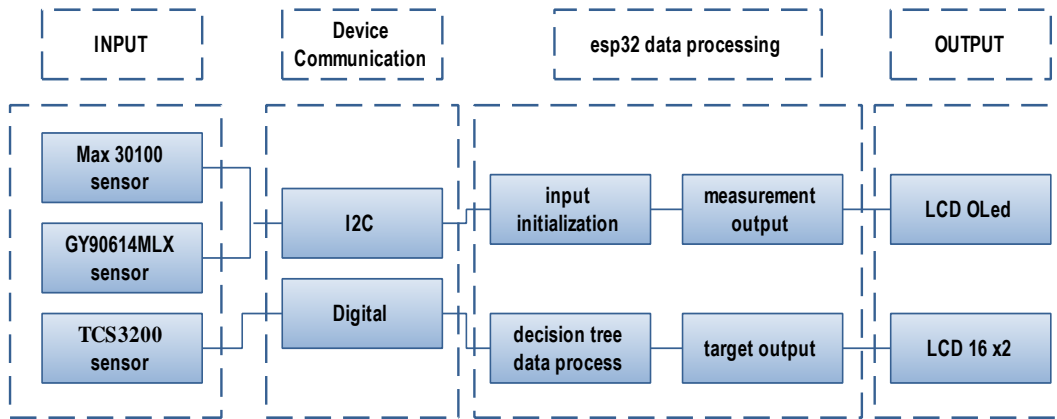 INPUT
Device
Communication
esp32 data processing
OUTPUT
Max 30100
sensor
GY90614MLX
sensor
TCS3200
sensor
I2C
Digital
input
initialization
measurement
output
decision tree
data process
target output
LCD OLed
LCD 16 x2